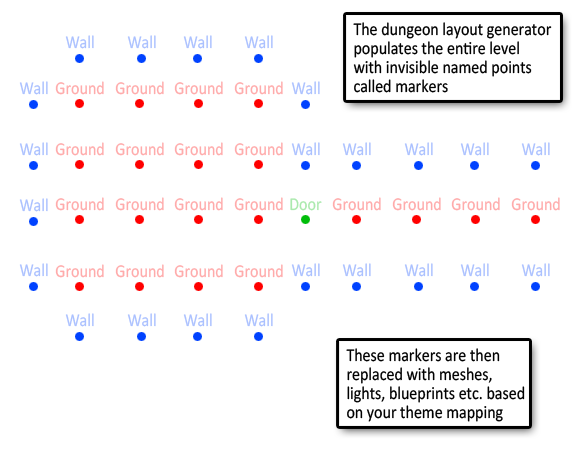 Wall Wall Wall Wall
The dungeon layout generator
populates the entire level
with invisible named points
called markers
Wall Ground Ground Ground Ground Wall
Wall Ground Ground Ground Ground Wall Wall Wall Wall Wall
Wall Ground Ground Ground Ground Door Ground Ground Ground Ground
Wall Ground Ground Ground Ground Wall Wall Wall Wall Wall
Wall Wall Wall Wall
These markers are then
replaced with meshes,
lights, blueprints etc. based
on your theme mapping